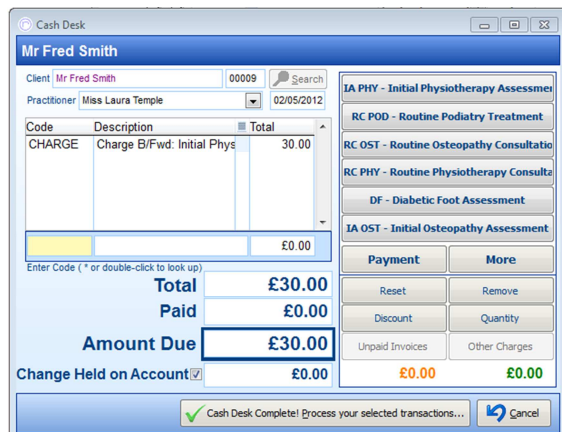 Cash Desk
Mr Fred Smith
Client Mr Fred Smith 00009 Search
Practitioner Miss Laura Temple 02/05/2012
Code Description Total
CHARGE Charge B/Fwd: Initial Phys 30.00
£0.00
Enter Code ( * or double-click to look up)
Total £30.00
Paid £0.00
Amount Due £30.00
Change Held on Account £0.00
IA PHY - Initial Physiotherapy Assessmen
RC POD - Routine Podiatry Treatment
RC OST - Routine Osteopathy Consultatio
RC PHY - Routine Physiotherapy Consulta
DF - Diabetic Foot Assessment
IA OST - Initial Osteopathy Assessment
Payment More
Reset Remove
Discount Quantity
Unpaid Invoices Other Charges
£0.00 £0.00
Cash Desk Complete! Process your selected transactions... Cancel